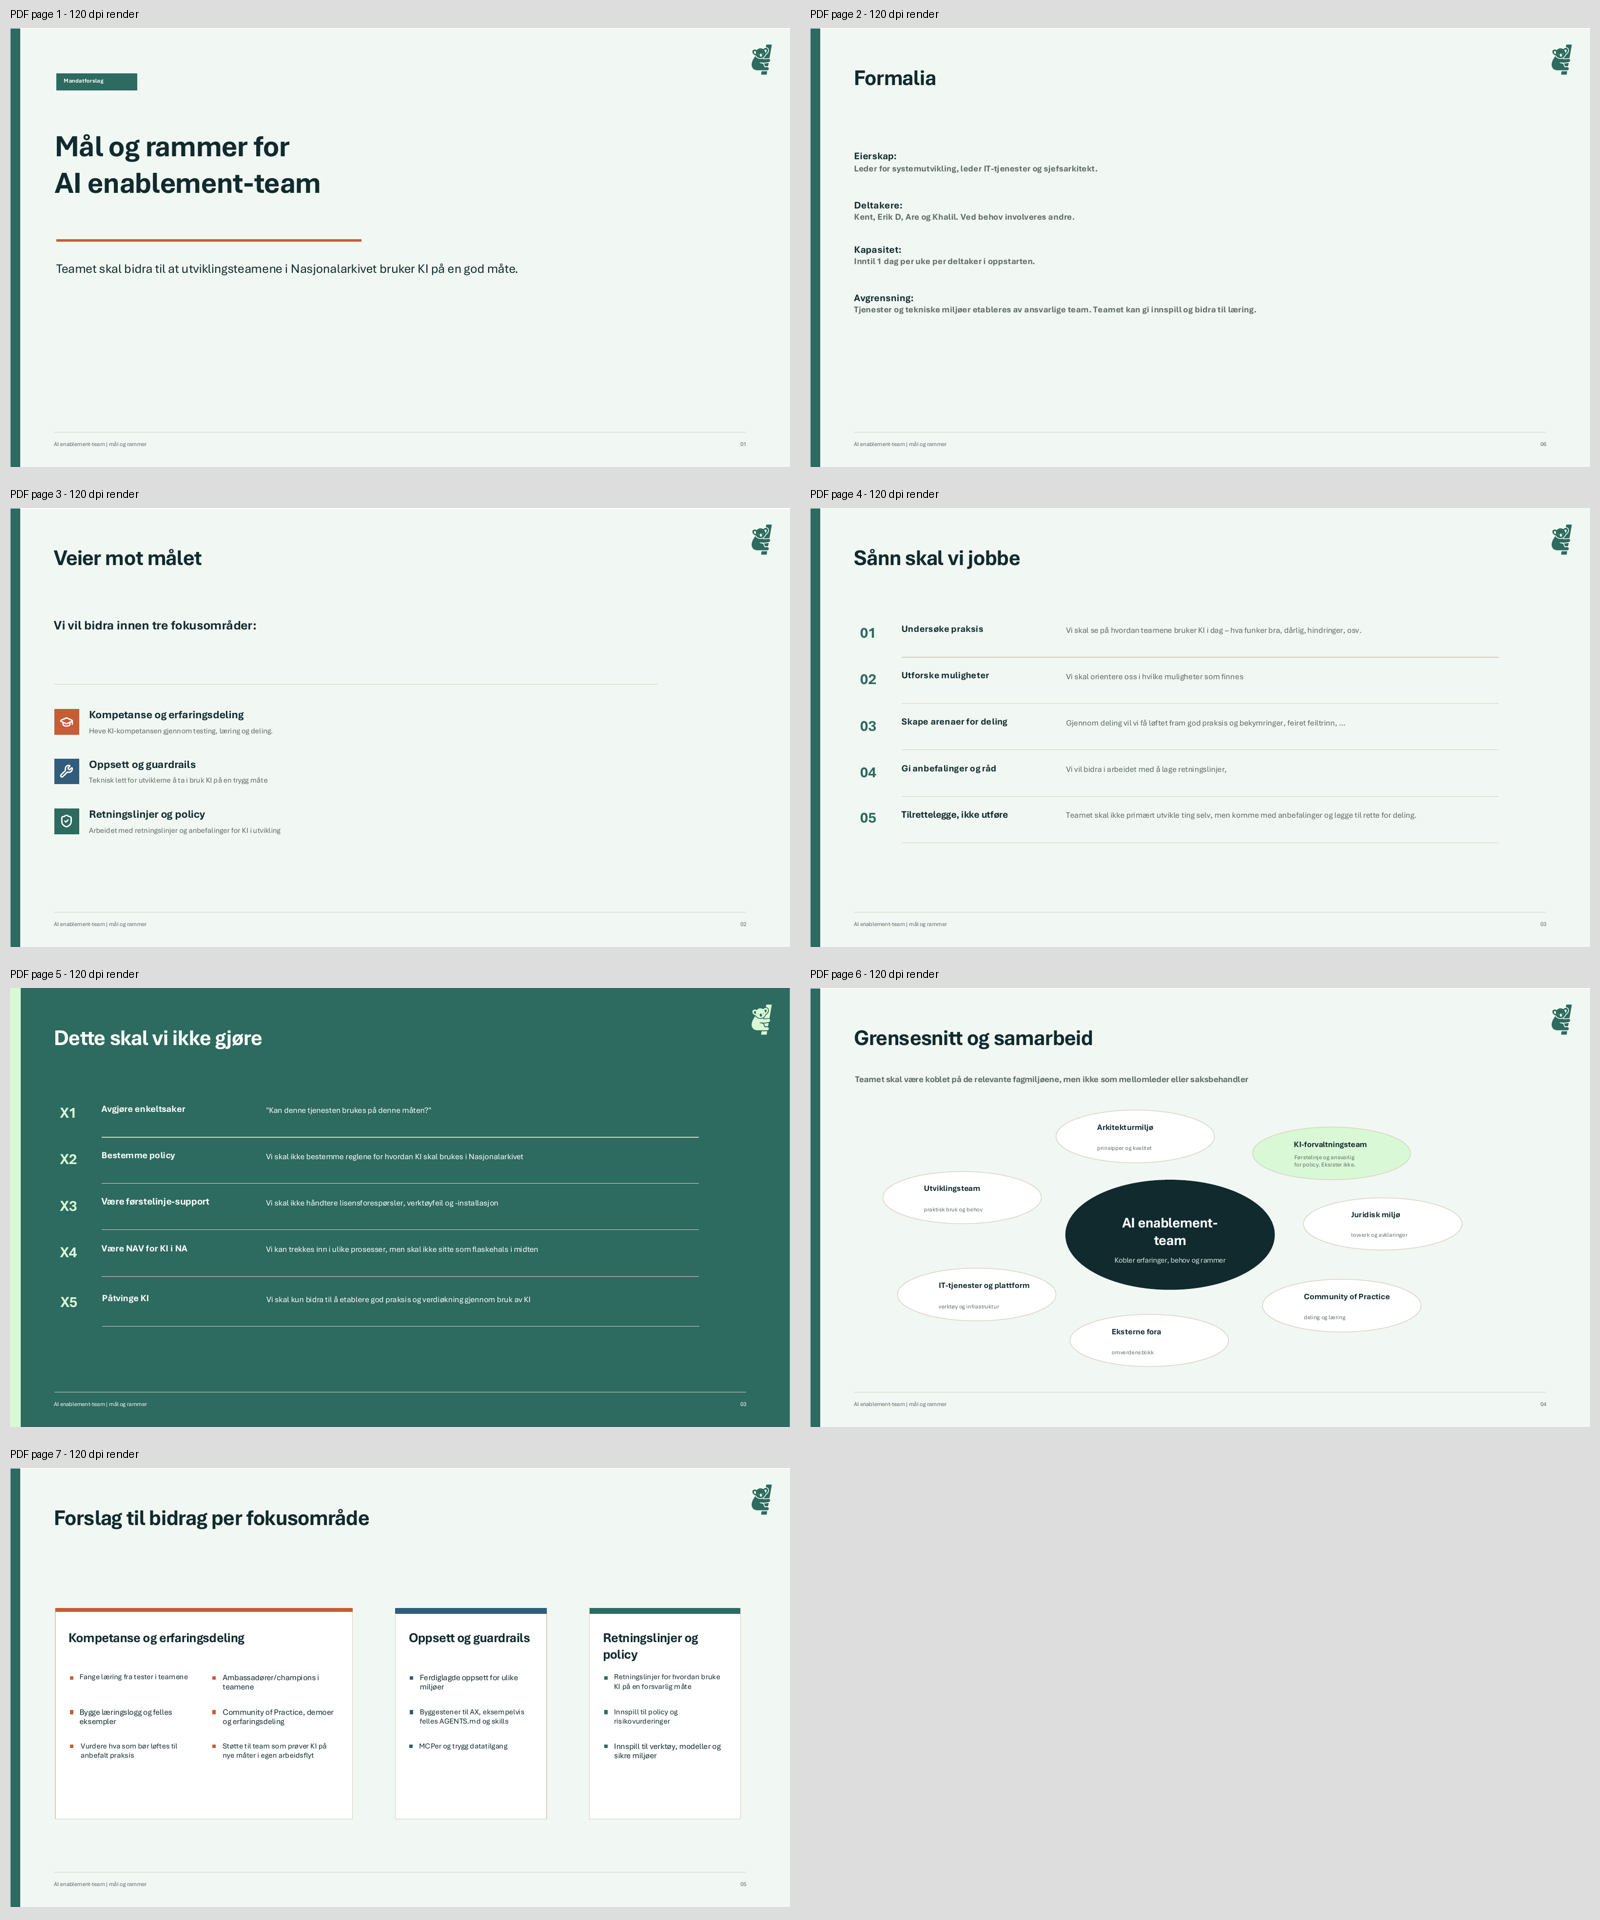 PDF page 1 - 120 dpi render
Mandatforslag
Mål og rammer for
AI enablement-team
Teamet skal bidra til at utviklingsteamene i Nasjonalarkivet bruker KI på en god måte.
AI enablement-team | mål og rammer
01
PDF page 2 - 120 dpi render
Formalia
Eierskap:
Leder for systemutvikling, leder IT-tjenester og sjefsarkitekt.
Deltakere:
Kent, Erik D, Are og Khalil. Ved behov involveres andre.
Kapasitet:
Inntil 1 dag per uke per deltaker i oppstarten.
Avgrensning:
Tjenester og tekniske miljøer etableres av ansvarlige team. Teamet kan gi innspill og bidra til læring.
AI enablement-team | mål og rammer
06
PDF page 3 - 120 dpi render
Veier mot målet
Vi vil bidra innen tre fokusområder:
Kompetanse og erfaringsdeling
Heve KI-kompetansen gjennom testing, læring og deling.
Oppsett og guardrails
Teknisk lett for utviklerne å ta i bruk KI på en trygg måte
Retningslinjer og policy
Arbeidet med retningslinjer og anbefalinger for KI i utvikling
AI enablement-team | mål og rammer
02
PDF page 4 - 120 dpi render
Sånn skal vi jobbe
01
Undersøke praksis
Vi skal se på hvordan teamene bruker KI i dag – hva funker bra, dårlig, hindringer, osv.
02
Utforske muligheter
Vi skal orientere oss i hvilke muligheter som finnes
03
Skape arenaer for deling
Gjennom deling vil vi få løftet fram god praksis og bekymringer, feiret feiltrinn, ...
04
Gi anbefalinger og råd
Vi vil bidra i arbeidet med å lage retningslinjer,
05
Tilrettelegge, ikke utføre
Teamet skal ikke primært utvikle ting selv, men komme med anbefalinger og legge til rette for deling.
AI enablement-team | mål og rammer
03
PDF page 5 - 120 dpi render
Dette skal vi ikke gjøre
X1
Avgjøre enkeltsaker
"Kan denne tjenesten brukes på denne måten?"
X2
Bestemme policy
Vi skal ikke bestemme reglene for hvordan KI skal brukes i Nasjonalarkivet
X3
Være førstelinje-support
Vi skal ikke håndtere lisensforespørsler, verktøyfeil og -installasjon
X4
Være NAV for KI i NA
Vi kan trekkes inn i ulike prosesser, men skal ikke sitte som flaskehals i midten
X5
Påtvinge KI
Vi skal kun bidra til å etablere god praksis og verdiøkning gjennom bruk av KI
AI enablement-team | mål og rammer
03
PDF page 6 - 120 dpi render
Grensesnitt og samarbeid
Teamet skal være koblet på de relevante fagmiljøene, men ikke som mellomleder eller saksbehandler
Arkitekturmiljø
prinsipper og kvalitet
KI-forvaltningsteam
Førstelinje og ansvarlig
for policy. Eksister ikke.
Utviklingsteam
praktisk bruk og behov
AI enablement-
team
Kobler erfaringer, behov og rammer
Juridisk miljø
lovverk og avklaringer
IT-tjenester og plattform
verktøy og infrastruktur
Community of Practice
deling og læring
Eksterne fora
omverdensblikk
AI enablement-team | mål og rammer
04
PDF page 7 - 120 dpi render
Forslag til bidrag per fokusområde
Kompetanse og erfaringsdeling
Fange læring fra tester i teamene
Bygge læringslogg og felles
eksempler
Vurdere hva som bør løftes til
anbefalt praksis
Ambassadører/champions i
teamene
Community of Practice, demoer
og erfaringsdeling
Støtte til team som prøver KI på
nye måter i egen arbeidsflyt
Oppsett og guardrails
Ferdiglagde oppsett for ulike
miljøer
Byggestener til AX, eksempelvis
felles AGENTS.md og skills
MCPer og trygg datatilgang
Retningslinjer og
policy
Retningslinjer for hvordan bruke
KI på en forsvarlig måte
Innspill til policy og
risikovurderinger
Innspill til verktøy, modeller og
sikre miljøer
AI enablement-team | mål og rammer
05